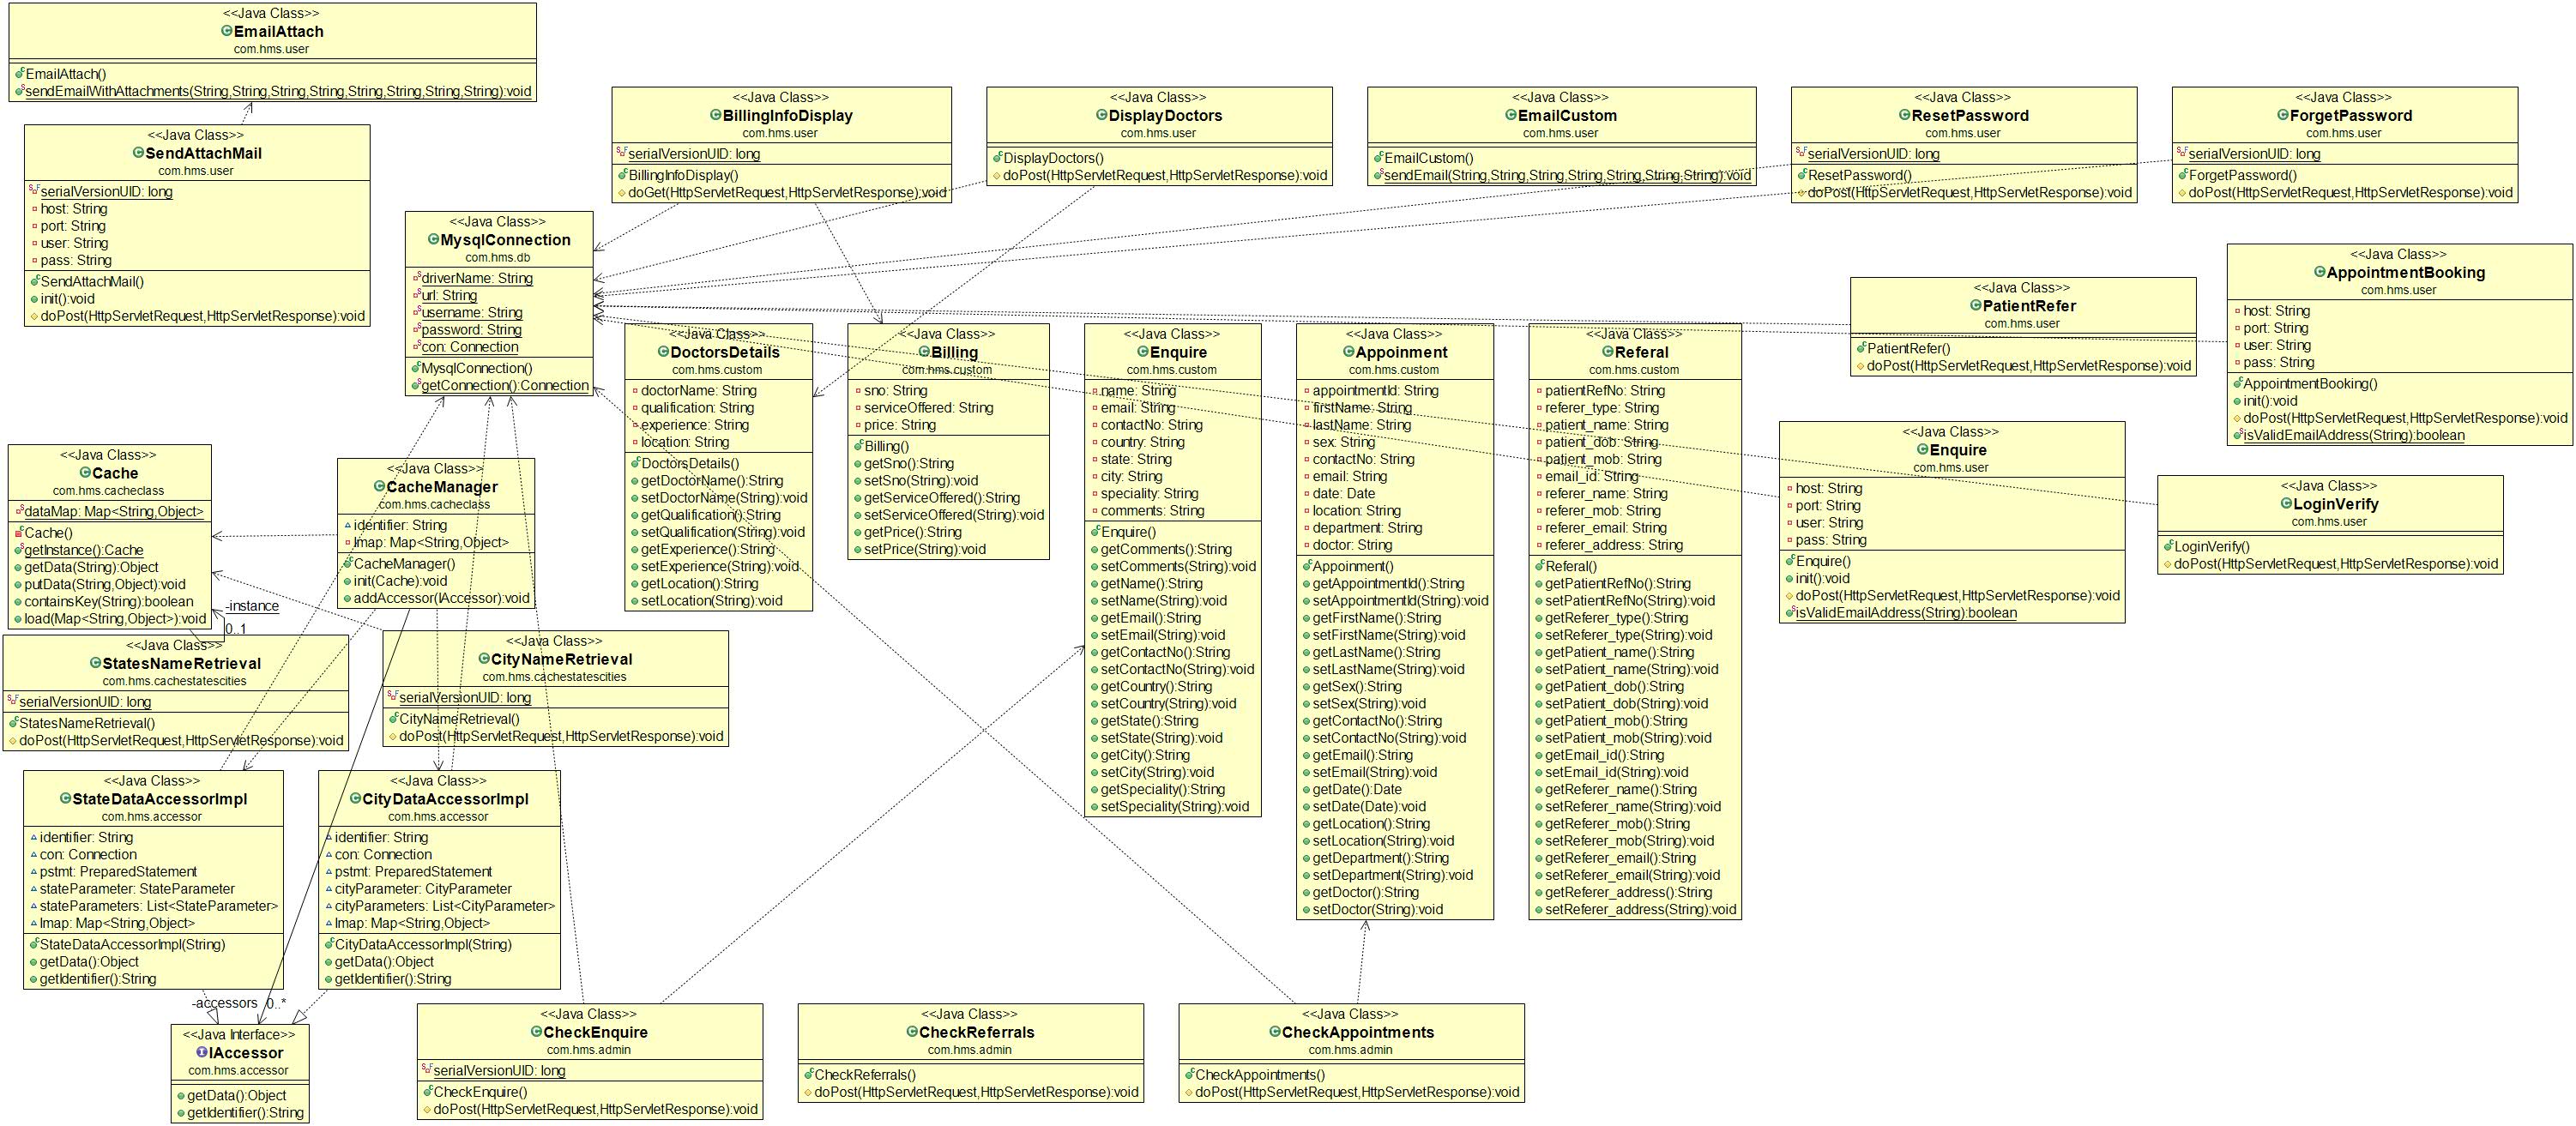 <<Java Class>>
EmailAttach
com.hms.user
EmailAttach()
sendEmailWithAttachments(String,String,String,String,String,String,String,String):void
<<Java Class>>
SendAttachMail
com.hms.user
serialVersionUID: long
host: String
port: String
user: String
pass: String
SendAttachMail()
init():void
doPost(HttpServletRequest,HttpServletResponse):void
<<Java Class>>
BillingInfoDisplay
com.hms.user
serialVersionUID: long
BillingInfoDisplay()
doGet(HttpServletRequest,HttpServletResponse):void
<<Java Class>>
DisplayDoctors
com.hms.user
DisplayDoctors()
doPost(HttpServletRequest,HttpServletResponse):void
<<Java Class>>
EmailCustom
com.hms.user
EmailCustom()
sendEmail(String,String,String,String,String,String,String):void
<<Java Class>>
ResetPassword
com.hms.user
serialVersionUID: long
ResetPassword()
doPost(HttpServletRequest,HttpServletResponse):void
<<Java Class>>
ForgetPassword
com.hms.user
serialVersionUID: long
ForgetPassword()
doPost(HttpServletRequest,HttpServletResponse):void
<<Java Class>>
MysqlConnection
com.hms.db
driverName: String
url: String
username: String
password: String
con: Connection
MysqlConnection()
getConnection():Connection
<<Java Class>>
DoctorsDetails
com.hms.custom
doctorName: String
qualification: String
experience: String
location: String
DoctorsDetails()
getDoctorName():String
setDoctorName(String):void
getQualification():String
setQualification(String):void
getExperience():String
setExperience(String):void
getLocation():String
setLocation(String):void
<<Java Class>>
Billing
com.hms.custom
sno: String
serviceOffered: String
price: String
Billing()
getSno():String
setSno(String):void
getServiceOffered():String
setServiceOffered(String):void
getPrice():String
setPrice(String):void
<<Java Class>>
Enquire
com.hms.custom
name: String
email: String
contactNo: String
country: String
state: String
city: String
speciality: String
comments: String
Enquire()
getComments():String
setComments(String):void
getName():String
setName(String):void
getEmail():String
setEmail(String):void
getContactNo():String
setContactNo(String):void
getCountry():String
setCountry(String):void
getState():String
setState(String):void
getCity():String
setCity(String):void
getSpeciality():String
setSpeciality(String):void
<<Java Class>>
Appoinment
com.hms.custom
appointmentId: String
firstName: String
lastName: String
sex: String
contactNo: String
email: String
date: Date
location: String
department: String
doctor: String
Appoinment()
getAppointmentId():String
setAppointmentId(String):void
getFirstName():String
setFirstName(String):void
getLastName():String
setLastName(String):void
getSex():String
setSex(String):void
getContactNo():String
setContactNo(String):void
getEmail():String
setEmail(String):void
getDate():Date
setDate(Date):void
getLocation():String
setLocation(String):void
getDepartment():String
setDepartment(String):void
getDoctor():String
setDoctor(String):void
<<Java Class>>
Referal
com.hms.custom
patientRefNo: String
referer_type: String
patient_name: String
patient_dob: String
patient_mob: String
email_id: String
referer_name: String
referer_mob: String
referer_email: String
referer_address: String
Referal()
getPatientRefNo():String
setPatientRefNo(String):void
getReferer_type():String
setReferer_type(String):void
getPatient_name():String
setPatient_name(String):void
getPatient_dob():String
setPatient_dob(String):void
getPatient_mob():String
setPatient_mob(String):void
getEmail_id():String
setEmail_id(String):void
getReferer_name():String
setReferer_name(String):void
getReferer_mob():String
setReferer_mob(String):void
getReferer_email():String
setReferer_email(String):void
getReferer_address():String
setReferer_address(String):void
<<Java Class>>
PatientRefer
com.hms.user
PatientRefer()
doPost(HttpServletRequest,HttpServletResponse):void
<<Java Class>>
AppointmentBooking
com.hms.user
host: String
port: String
user: String
pass: String
AppointmentBooking()
init():void
doPost(HttpServletRequest,HttpServletResponse):void
isValidEmailAddress(String):boolean
<<Java Class>>
Enquire
com.hms.user
host: String
port: String
user: String
pass: String
Enquire()
init():void
doPost(HttpServletRequest,HttpServletResponse):void
isValidEmailAddress(String):boolean
<<Java Class>>
LoginVerify
com.hms.user
LoginVerify()
doPost(HttpServletRequest,HttpServletResponse):void
<<Java Class>>
Cache
com.hms.cacheclass
dataMap: Map<String,Object>
Cache()
getInstance():Cache
getData(String):Object
putData(String,Object):void
containsKey(String):boolean
load(Map<String,Object>):void
-instance
0..1
<<Java Class>>
CacheManager
com.hms.cacheclass
identifier: String
lmap: Map<String,Object>
CacheManager()
init(Cache):void
addAccessor(IAccessor):void
<<Java Class>>
StatesNameRetrieval
com.hms.cachestatescities
serialVersionUID: long
StatesNameRetrieval()
doPost(HttpServletRequest,HttpServletResponse):void
<<Java Class>>
CityNameRetrieval
com.hms.cachestatescities
serialVersionUID: long
CityNameRetrieval()
doPost(HttpServletRequest,HttpServletResponse):void
<<Java Class>>
StateDataAccessorImpl
com.hms.accessor
identifier: String
con: Connection
pstmt: PreparedStatement
stateParameter: StateParameter
stateParameters: List<StateParameter>
lmap: Map<String,Object>
StateDataAccessorImpl(String)
getData():Object
getIdentifier():String
<<Java Class>>
CityDataAccessorImpl
com.hms.accessor
identifier: String
con: Connection
pstmt: PreparedStatement
cityParameter: CityParameter
cityParameters: List<CityParameter>
lmap: Map<String,Object>
CityDataAccessorImpl(String)
getData():Object
getIdentifier():String
-accessors 0..*
<<Java Interface>>
IAccessor
com.hms.accessor
getData():Object
getIdentifier():String
<<Java Class>>
CheckEnquire
com.hms.admin
serialVersionUID: long
CheckEnquire()
doPost(HttpServletRequest,HttpServletResponse):void
<<Java Class>>
CheckReferrals
com.hms.admin
CheckReferrals()
doPost(HttpServletRequest,HttpServletResponse):void
<<Java Class>>
CheckAppointments
com.hms.admin
CheckAppointments()
doPost(HttpServletRequest,HttpServletResponse):void